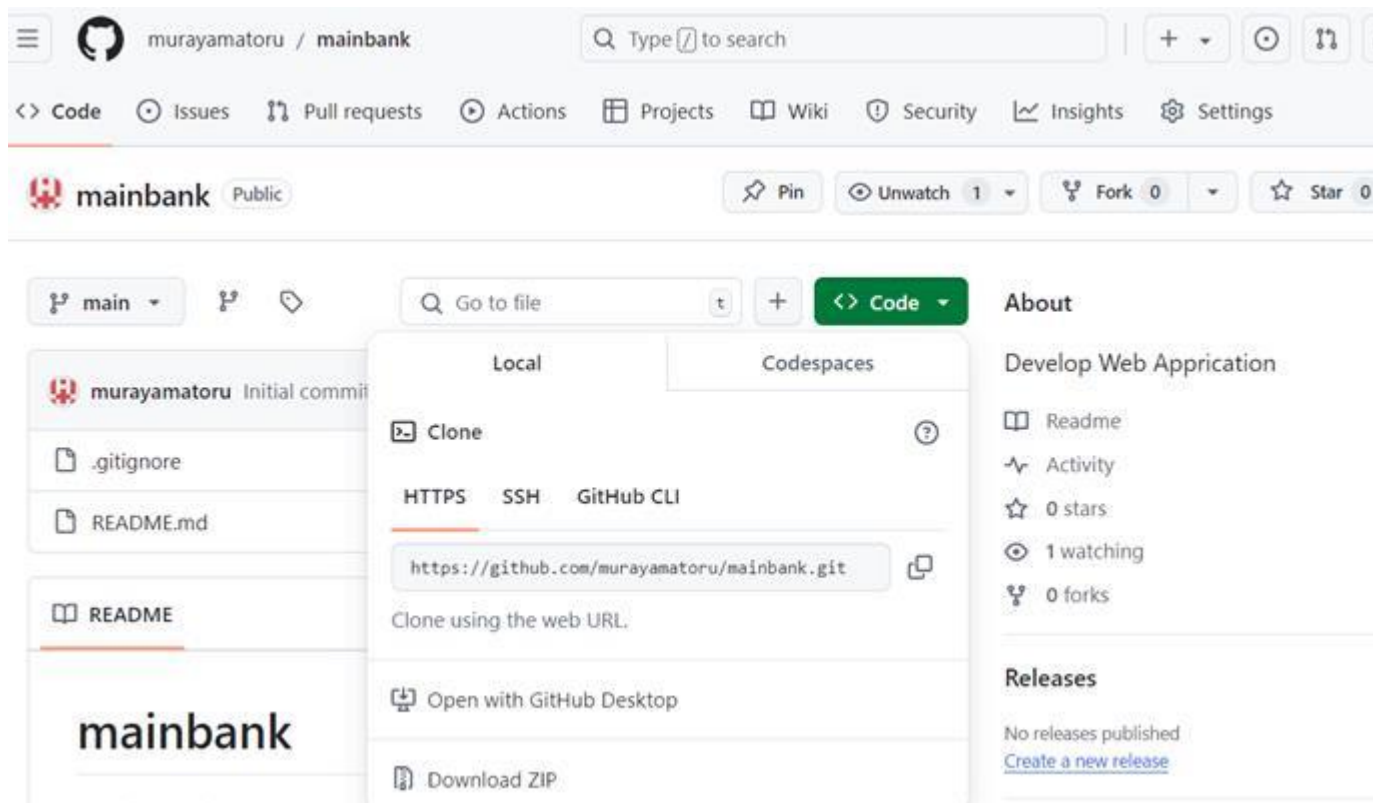 murayamatoru / mainbank
Type / to search
Code
Issues
Pull requests
Actions
Projects
Wiki
Security
Insights
Settings
mainbank Public
Pin
Unwatch 1
Fork 0
Star 0
main
Go to file
t
Code
About
Local
Codespaces
Develop Web Apprication
murayamatoru Initial commit
Clone
Readme
.gitignore
Activity
HTTPS
SSH
GitHub CLI
0 stars
README.md
1 watching
https://github.com/murayamatoru/mainbank.git
0 forks
README
Clone using the web URL.
Releases
Open with GitHub Desktop
mainbank
No releases published
Create a new release
Download ZIP